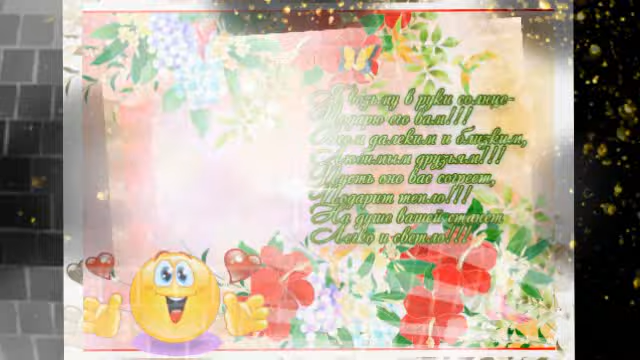 Я возьму в руки солнце-
Подарю его вам!!!
Всем далеким и близким,
Любимым друзьям!!!
Пусть оно вас согреет,
Подарит тепло!!!
На душе вашей станет
Легко и светло!!!